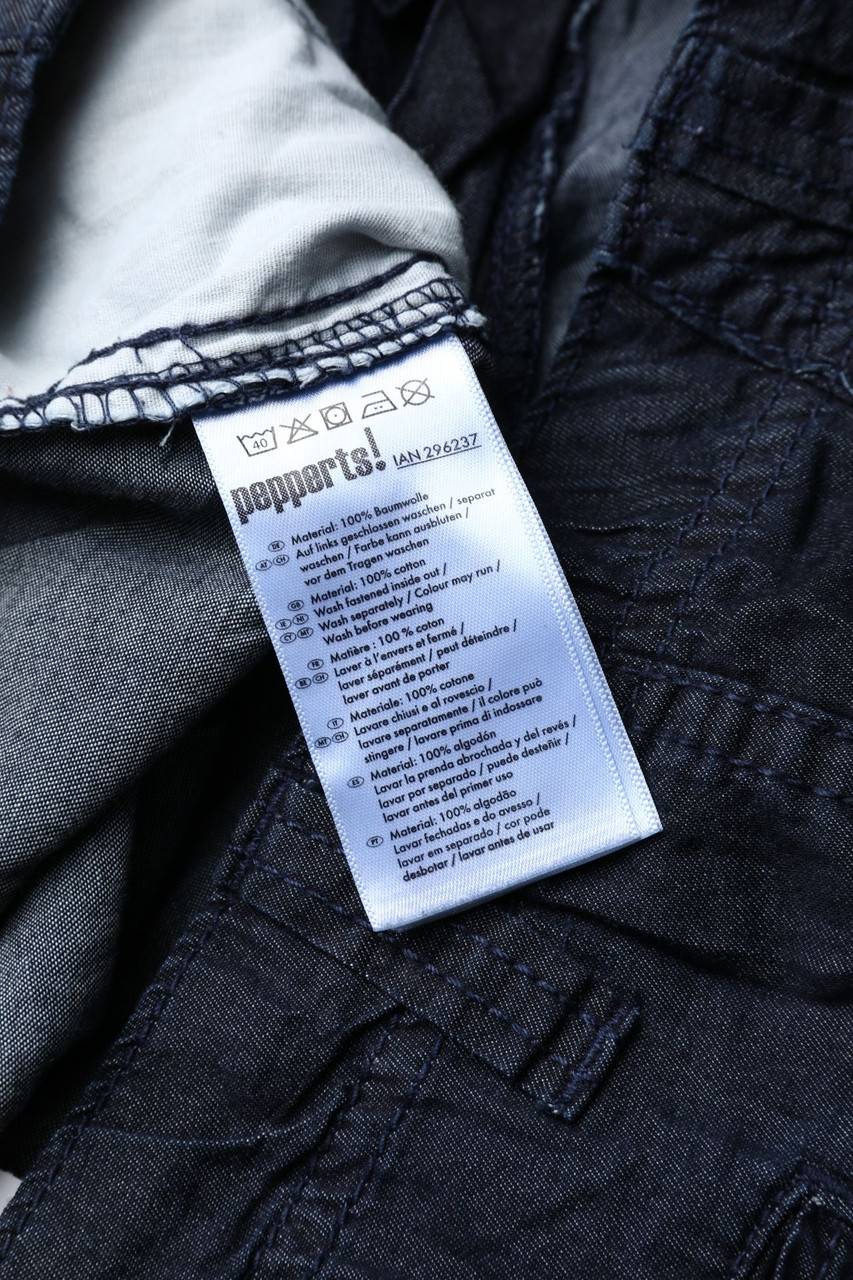 40
pepperts! IAN 296237
DE Material: 100% Baumwolle
AT CH Auf links geschlossen waschen / separat
waschen / Farbe kann ausbluten /
vor dem Tragen waschen
GB Material: 100% cotton
IE NI Wash fastened inside out /
CY MT Wash separately / Colour may run /
Wash before wearing
FR Matière : 100 % coton
BE CH Laver à l'envers et fermé /
laver séparément / peut déteindre /
laver avant de porter
IT Materiale: 100% cotone
MT CH Lavare chiusi e al rovescio /
lavare separatamente / il colore può
stingere / lavare prima di indossare
ES Material: 100% algodón
Lavar la prenda abrochada y del revés /
lavar por separado / puede desteñir /
lavar antes del primer uso
PT Material: 100% algodão
Lavar fechadas e do avesso /
lavar em separado / cor pode
desbotar / lavar antes de usar